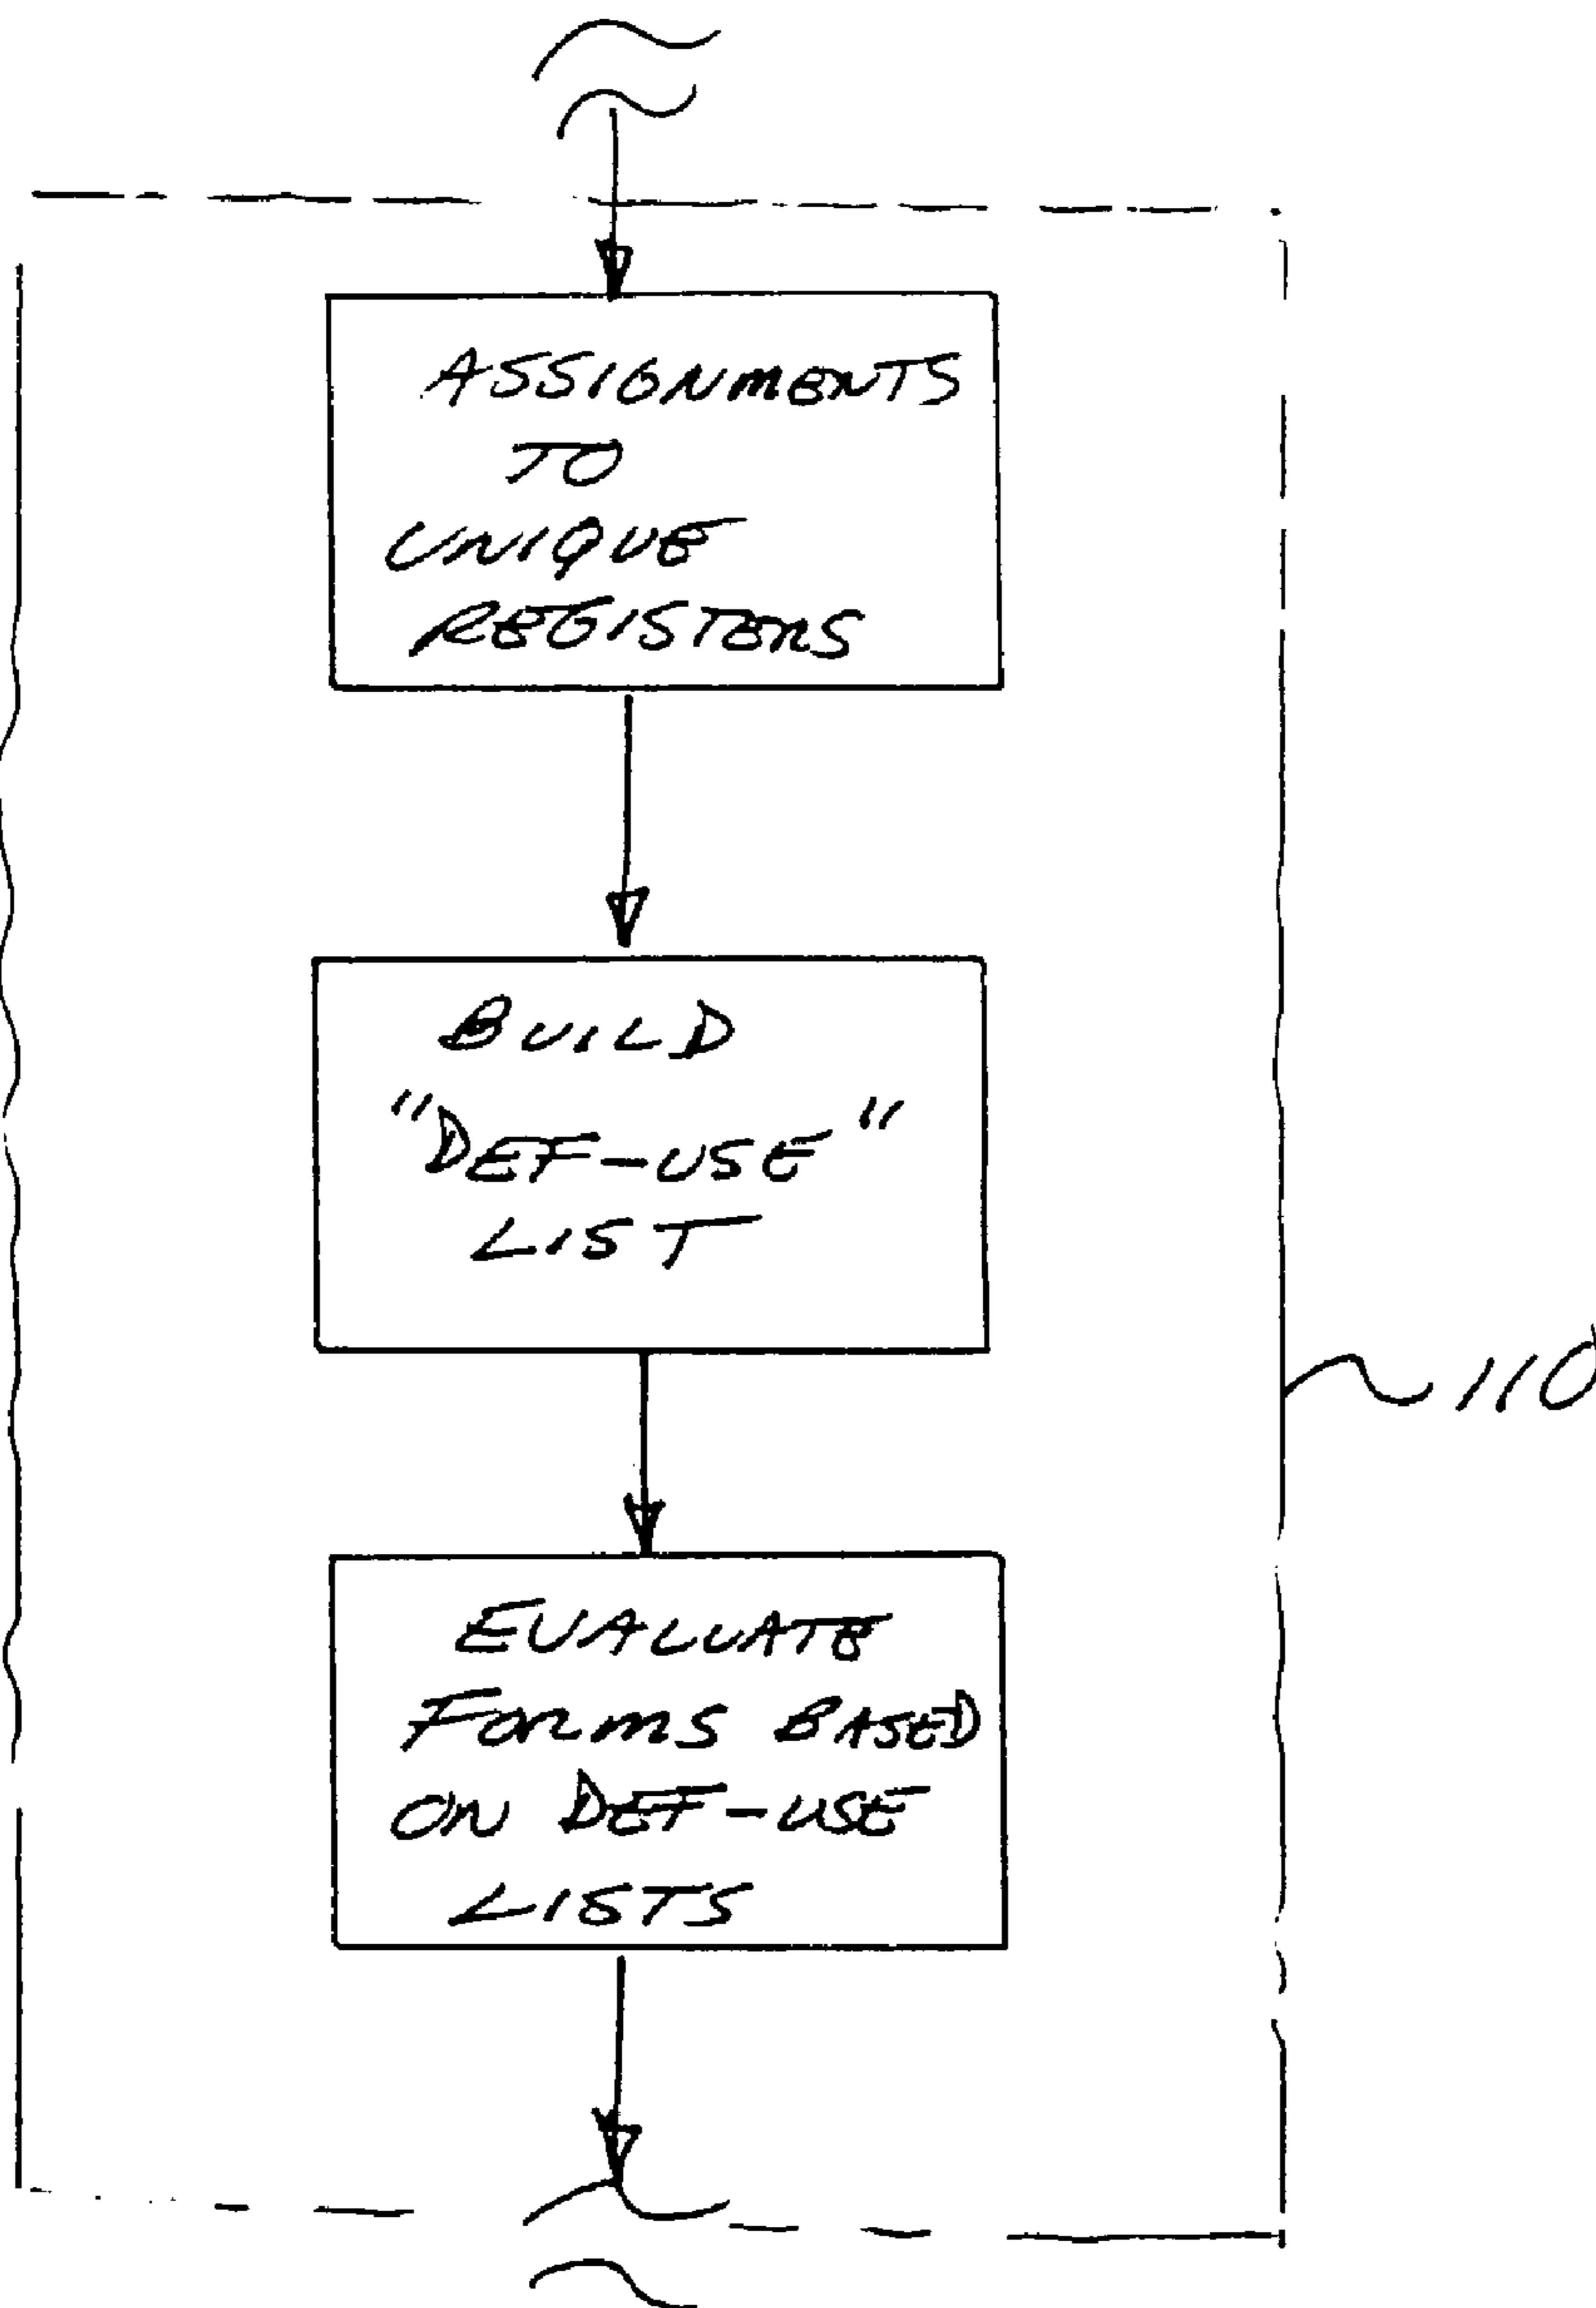 ASSIGNMENTS
TO
UNIQUE
REGISTERS
BUILD
"DEF-USE"
LIST
110
EVALUATE
FORMS BASED
ON DEF-USE
LISTS